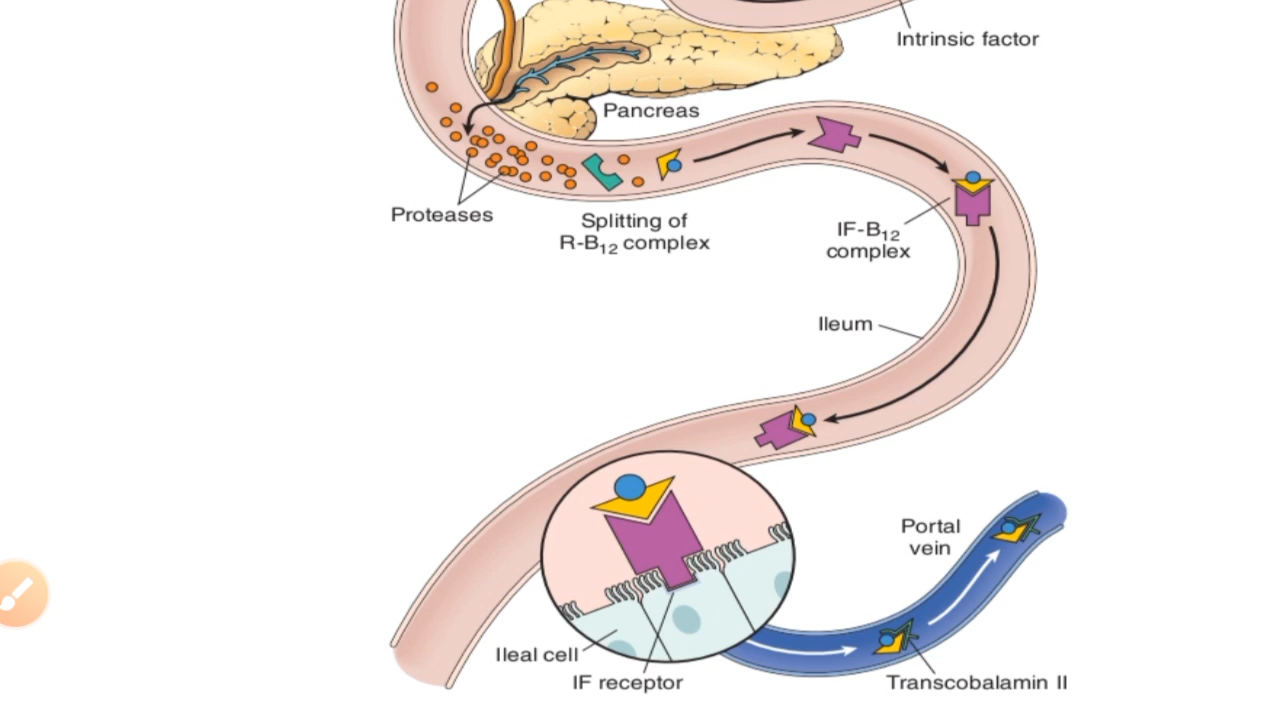 Intrinsic factor
Pancreas
Proteases
Splitting of
R-B₁₂ complex
IF-B₁₂
complex
Ileum
Portal
vein
Ileal cell
IF receptor
Transcobalamin II